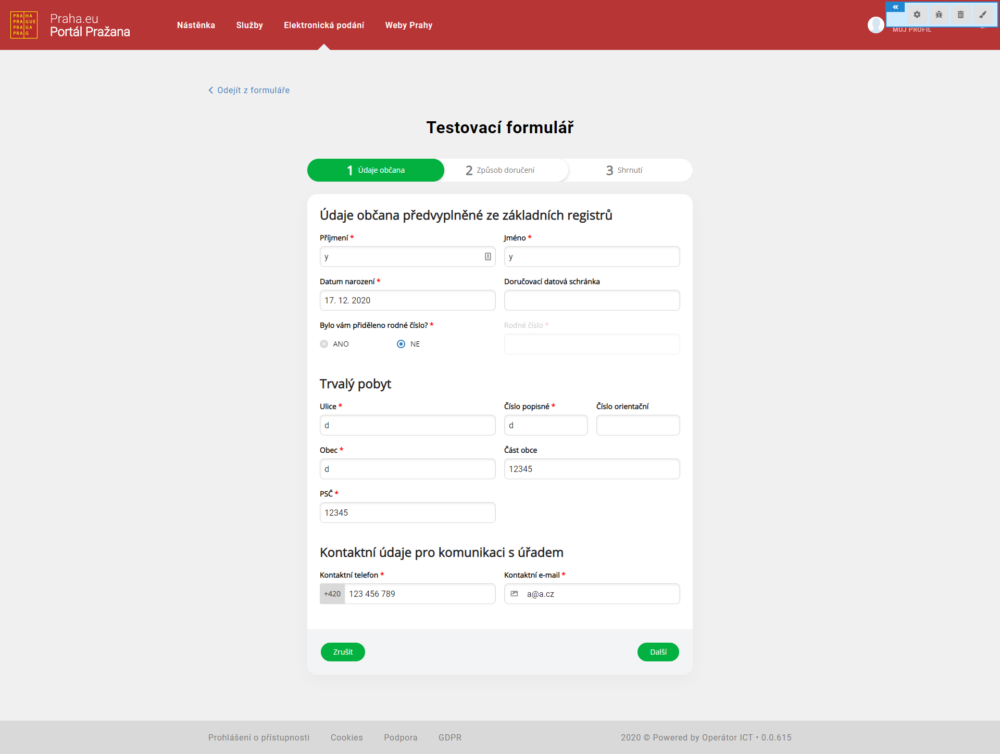 PRA HA
PRA GUE
PRA GA
PRA G
Praha.eu
Portál Pražana
Nástěnka Služby Elektronická podání Weby Prahy
MŮJ PROFIL
Odejít z formuláře
Testovací formulář
1 Údaje občana 2 Způsob doručení 3 Shrnutí
Údaje občana předvyplněné ze základních registrů
Příjmení * Jméno *
y y
Datum narození * Doručovací datová schránka
17. 12. 2020
Bylo vám přiděleno rodné číslo? * Rodné číslo *
ANO NE
Trvalý pobyt
Ulice * Číslo popisné * Číslo orientační
d d
Obec * Část obce
d 12345
PSČ *
12345
Kontaktní údaje pro komunikaci s úřadem
Kontaktní telefon * Kontaktní e-mail *
+420 123 456 789 a@a.cz
Zrušit Další
Prohlášení o přístupnosti Cookies Podpora GDPR 2020 © Powered by Operátor ICT • 0.0.615